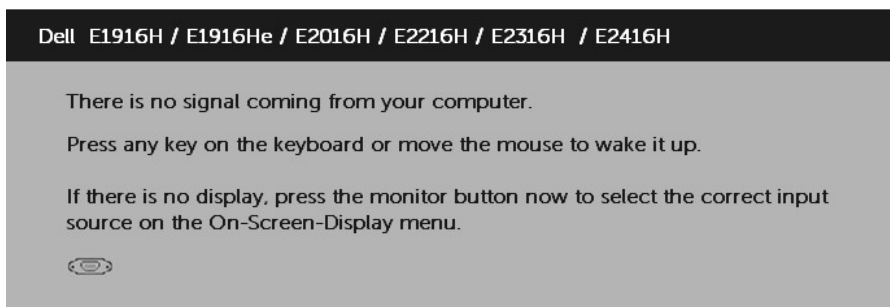 Dell E1916H / E1916He / E2016H / E2216H / E2316H / E2416H
There is no signal coming from your computer.
Press any key on the keyboard or move the mouse to wake it up.
If there is no display, press the monitor button now to select the correct input
source on the On-Screen-Display menu.